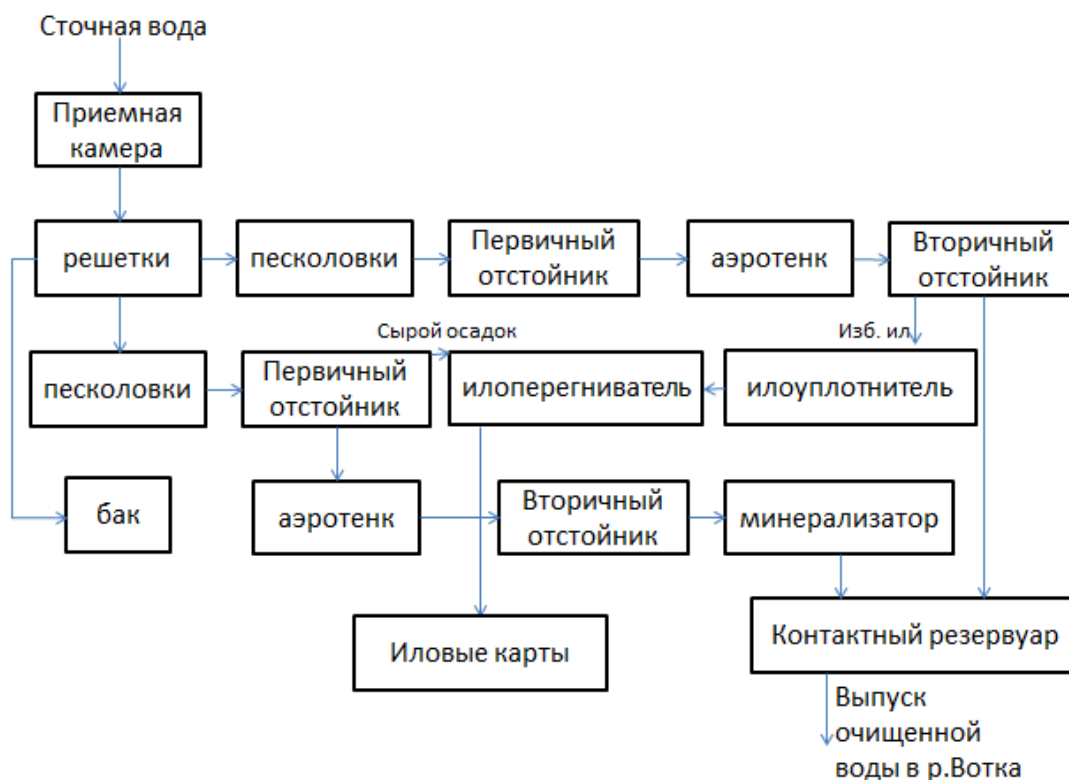 Сточная вода
Приемная
камера
решетки
песколовки
Первичный
отстойник
аэротенк
Вторичный
отстойник
Сырой осадок
Изб. ил
песколовки
Первичный
отстойник
илоперегниватель
илоуплотнитель
бак
аэротенк
Вторичный
отстойник
минерализатор
Иловые карты
Контактный резервуар
Выпуск
очищенной
воды в р.Вотка